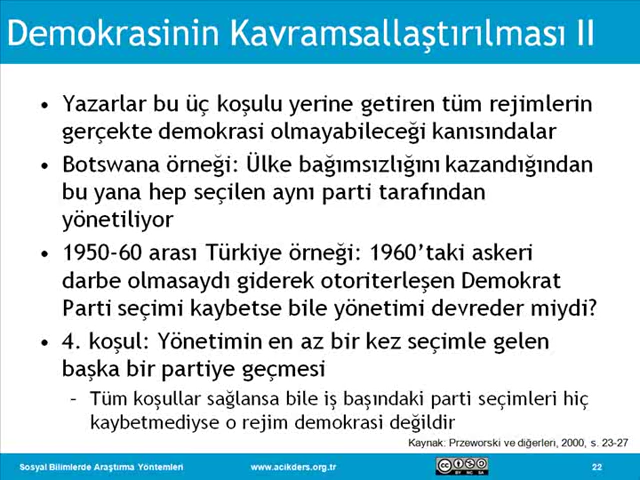 Demokrasinin Kavramsallaştırılması II
• Yazarlar bu üç koşulu yerine getiren tüm rejimlerin
gerçekte demokrasi olmayabileceği kanısındalar
• Botswana örneği: Ülke bağımsızlığını kazandığından
bu yana hep seçilen aynı parti tarafından
yönetiliyor
• 1950-60 arası Türkiye örneği: 1960’taki askeri
darbe olmasaydı giderek otoriterleşen Demokrat
Parti seçimi kaybetse bile yönetimi devreder miydi?
• 4. koşul: Yönetimin en az bir kez seçimle gelen
başka bir partiye geçmesi
– Tüm koşullar sağlansa bile iş başındaki parti seçimleri hiç
kaybetmediyse o rejim demokrasi değildir
Kaynak: Przeworski ve diğerleri, 2000, s. 23-27
Sosyal Bilimlerde Araştırma Yöntemleri www.acikders.org.tr cc BY NC SA 22